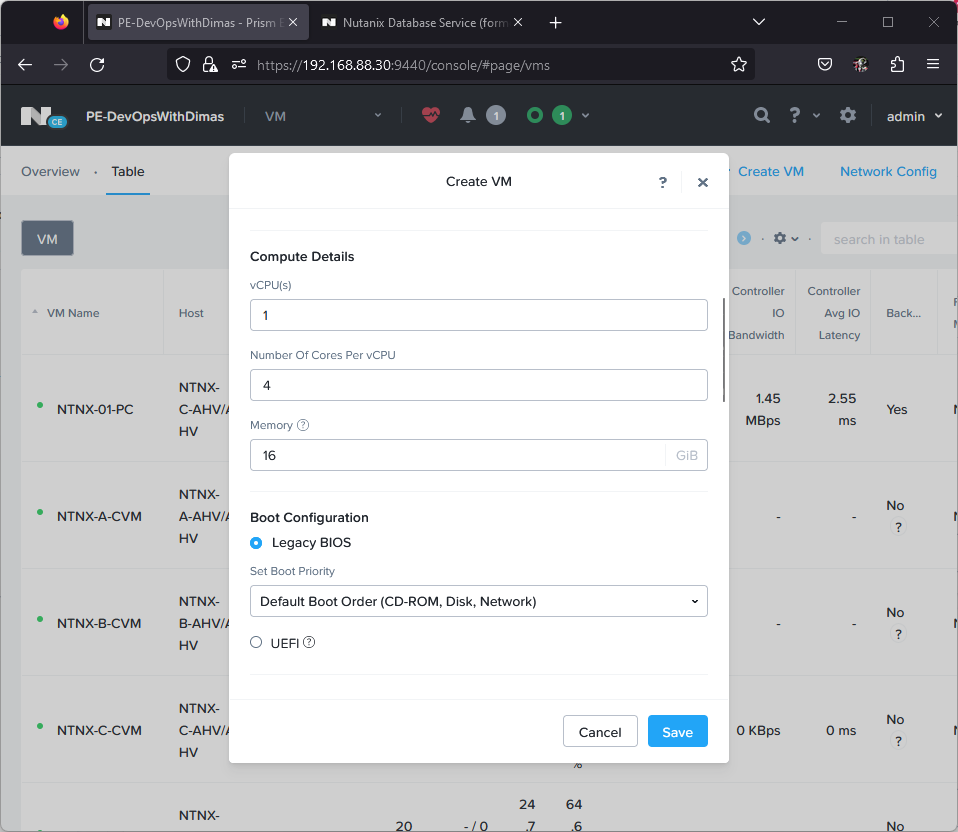 PE-DevOpsWithDimas - Prism E
Nutanix Database Service (form
https://192.168.88.30:9440/console/#page/vms
N CE
PE-DevOpsWithDimas
VM
1
1
?
admin
Overview · Table
Create VM
Network Config
VM
search in table
Create VM
?
VM Name
Host
Controller IO Bandwidth
Controller Avg IO Latency
Back...
NTNX-01-PC
NTNX-
C-AHV/A
HV
1.45
MBps
2.55
ms
Yes
NTNX-A-CVM
NTNX-
A-AHV/A
HV
-
-
No
?
NTNX-B-CVM
NTNX-
B-AHV/A
HV
-
-
No
?
NTNX-C-CVM
NTNX-
C-AHV/A
HV
0 KBps
0 ms
No
?
NTNX-
20
- / 0
24
.7
64
.6
No
%
Compute Details
vCPU(s)
1
Number Of Cores Per vCPU
4
Memory ?
16
GiB
Boot Configuration
Legacy BIOS
Set Boot Priority
Default Boot Order (CD-ROM, Disk, Network)
UEFI ?
Cancel
Save